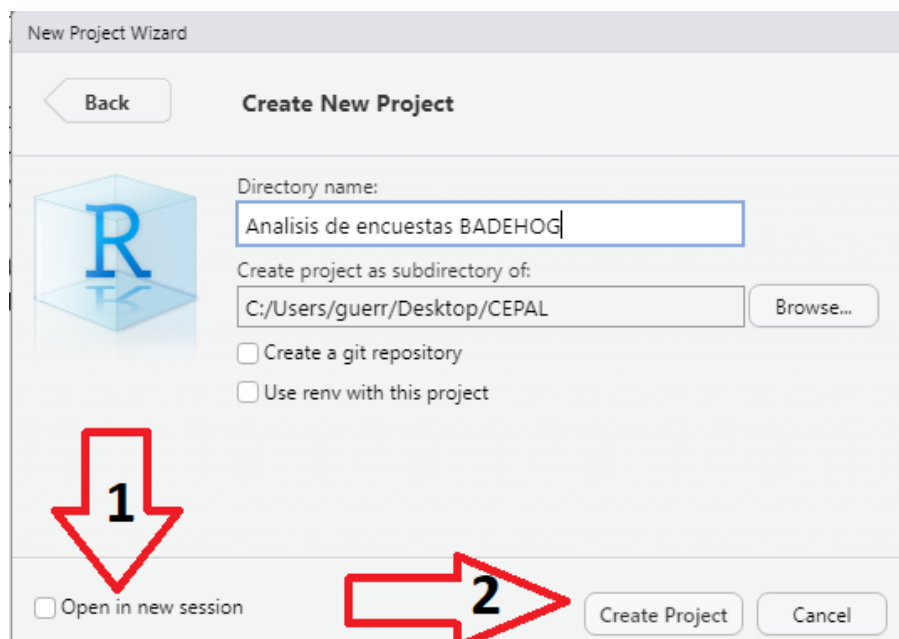 New Project Wizard
Back
Create New Project
R
Directory name:
Analisis de encuestas BADEHOG
Create project as subdirectory of:
C:/Users/guerr/Desktop/CEPAL
Browse...
Create a git repository
Use renv with this project
1
Open in new session
2
Create Project
Cancel